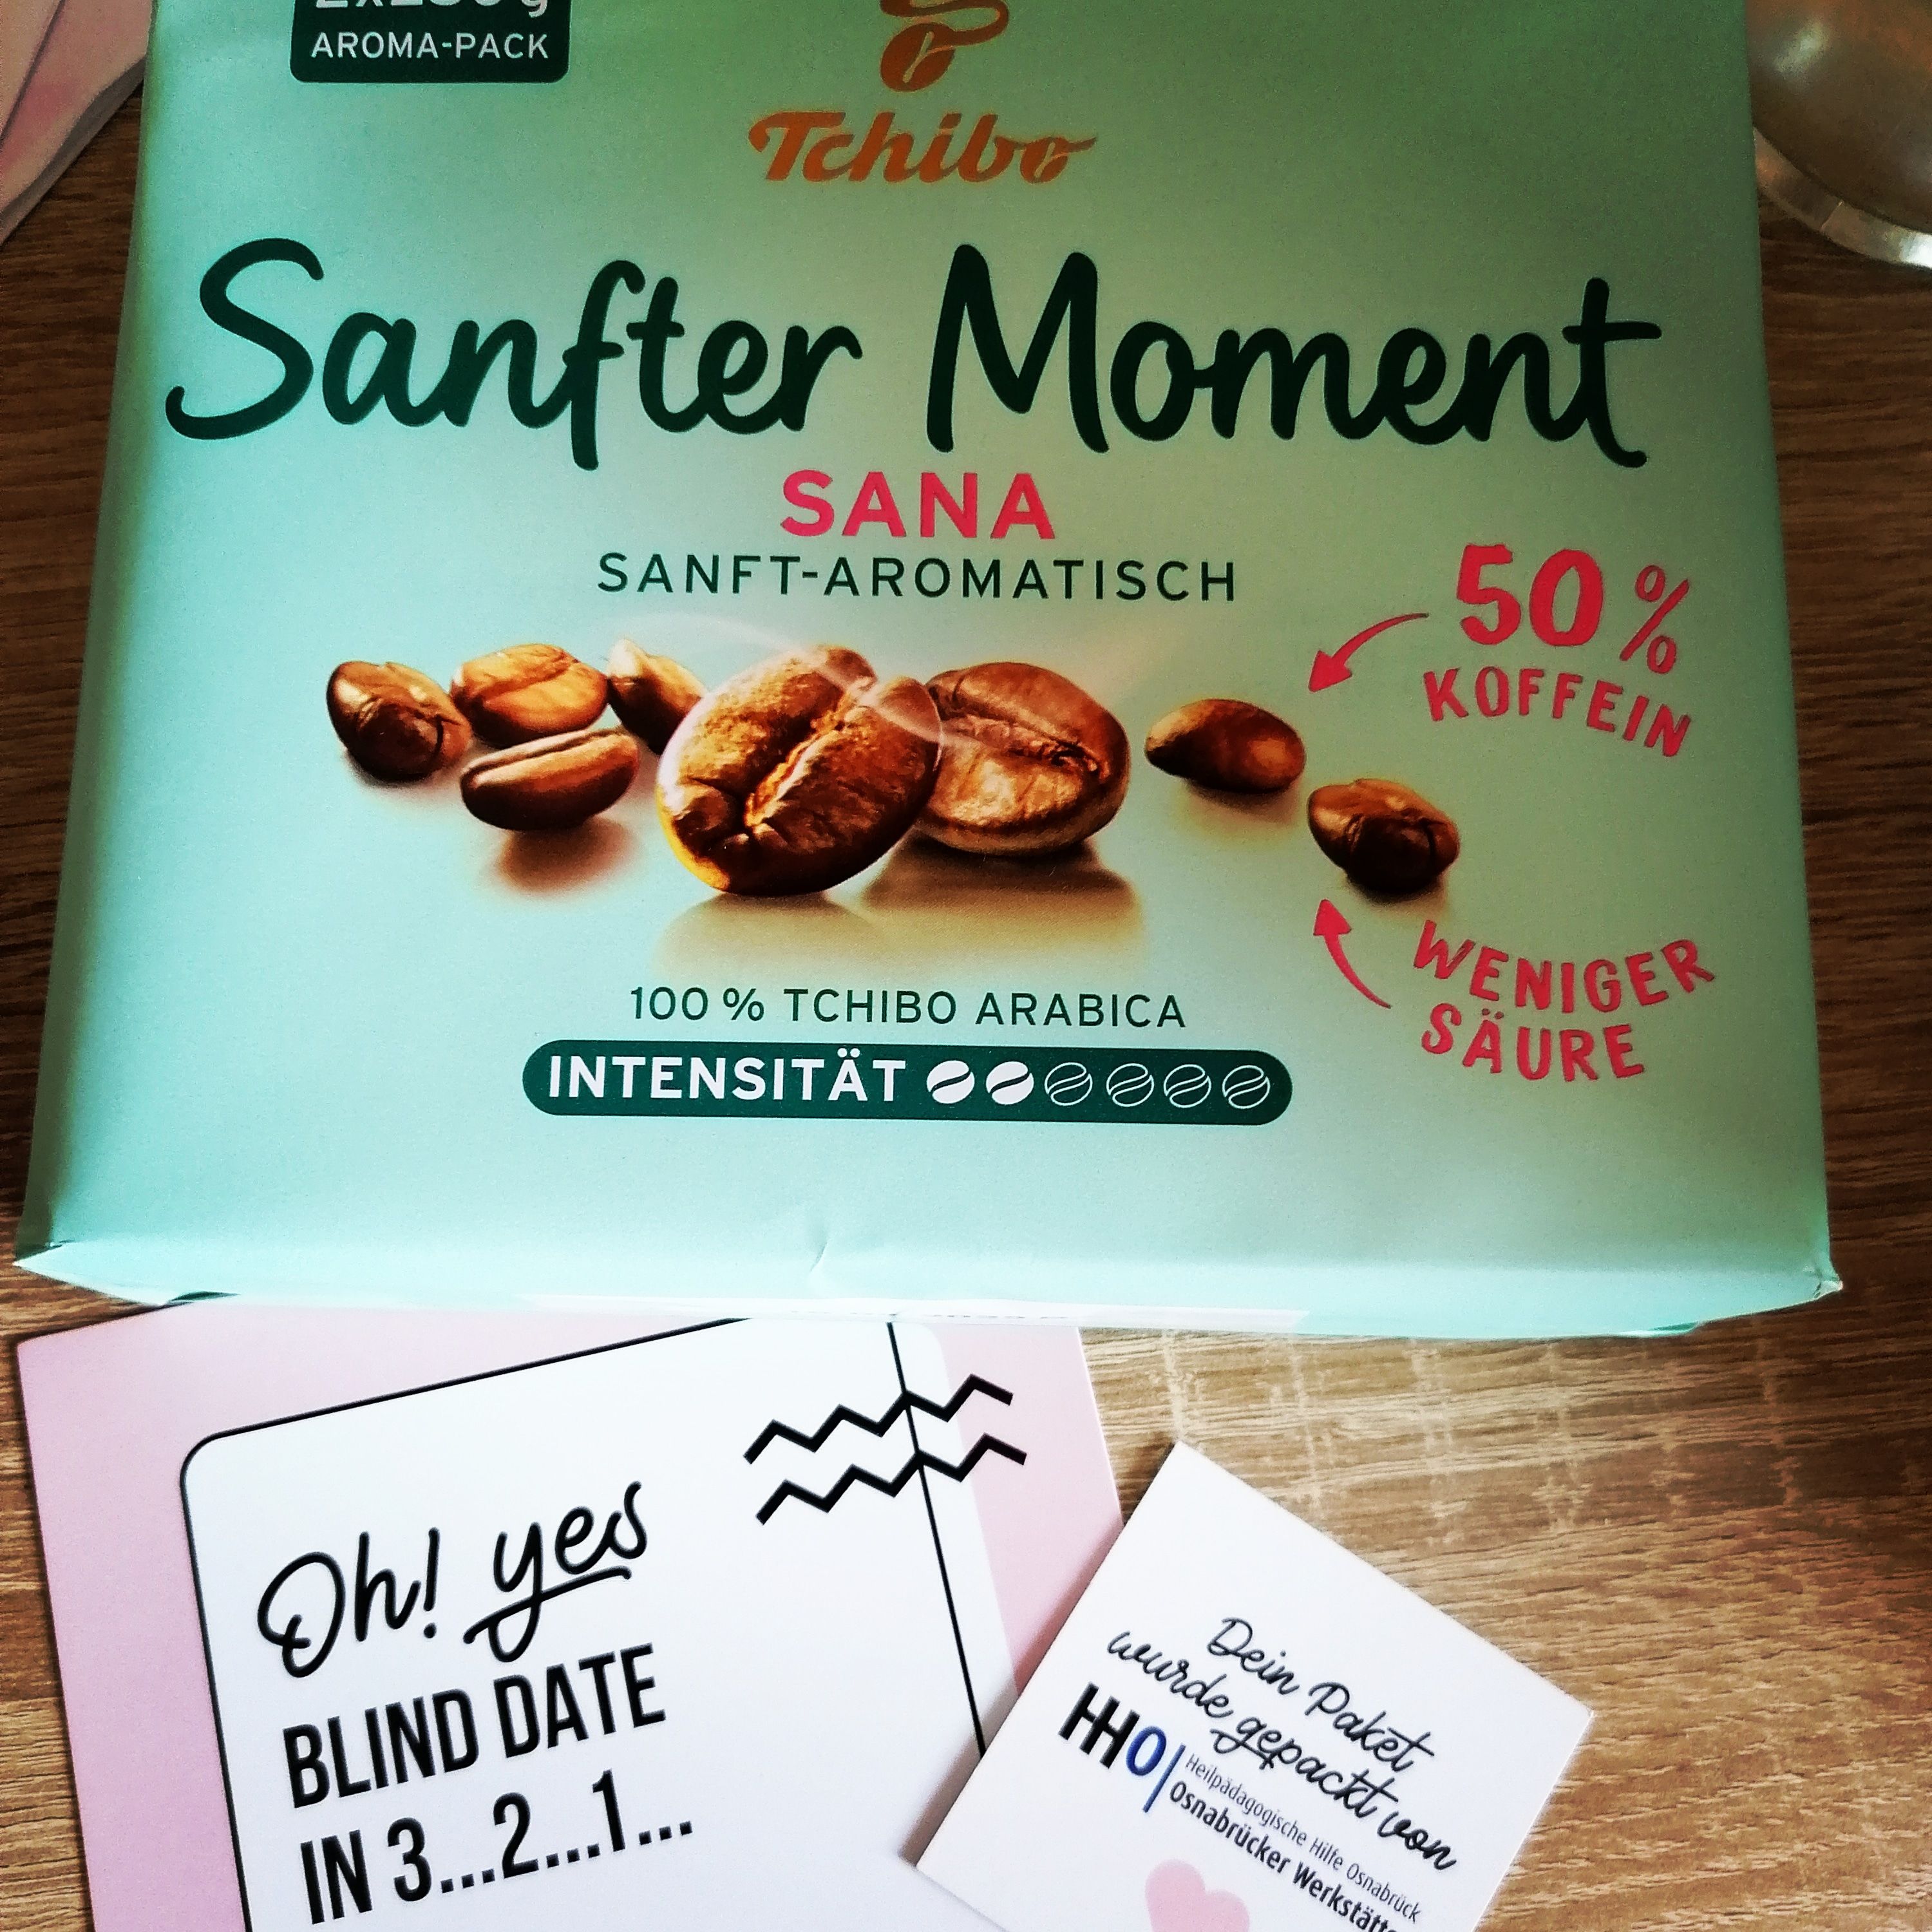 AROMA-PACK
Tchibo
Sanfter Moment
SANA
SANFT-AROMATISCH
50 %
KOFFEIN
WENIGER
SÄURE
100 % TCHIBO ARABICA
INTENSITÄT
Oh! yes
BLIND DATE
IN 3...2...1...
Dein Paket
wurde gepackt von
HHO
Heilpädagogische Hilfe Osnabrück
Osnabrücker